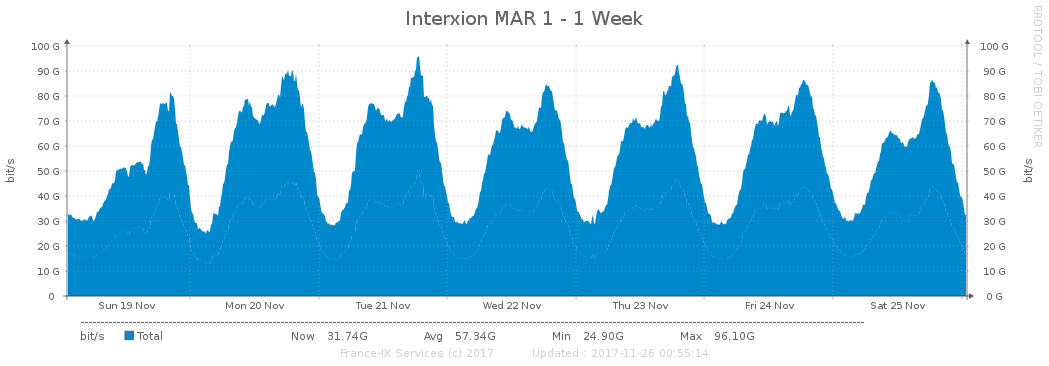 Interxion MAR 1 - 1 Week
RRDTOOL / TOBI OETIKER
bit/s
100 G 100 G
90 G 90 G
80 G 80 G
70 G 70 G
60 G 60 G
50 G 50 G
40 G 40 G
30 G 30 G
20 G 20 G
10 G 10 G
0 0 G
bit/s
Sun 19 Nov Mon 20 Nov Tue 21 Nov Wed 22 Nov Thu 23 Nov Fri 24 Nov Sat 25 Nov
bit/s Total Now 31.74G Avg 57.34G Min 24.90G Max 96.10G
France-IX Services (c) 2017 Updated : 2017-11-26 00:55:14